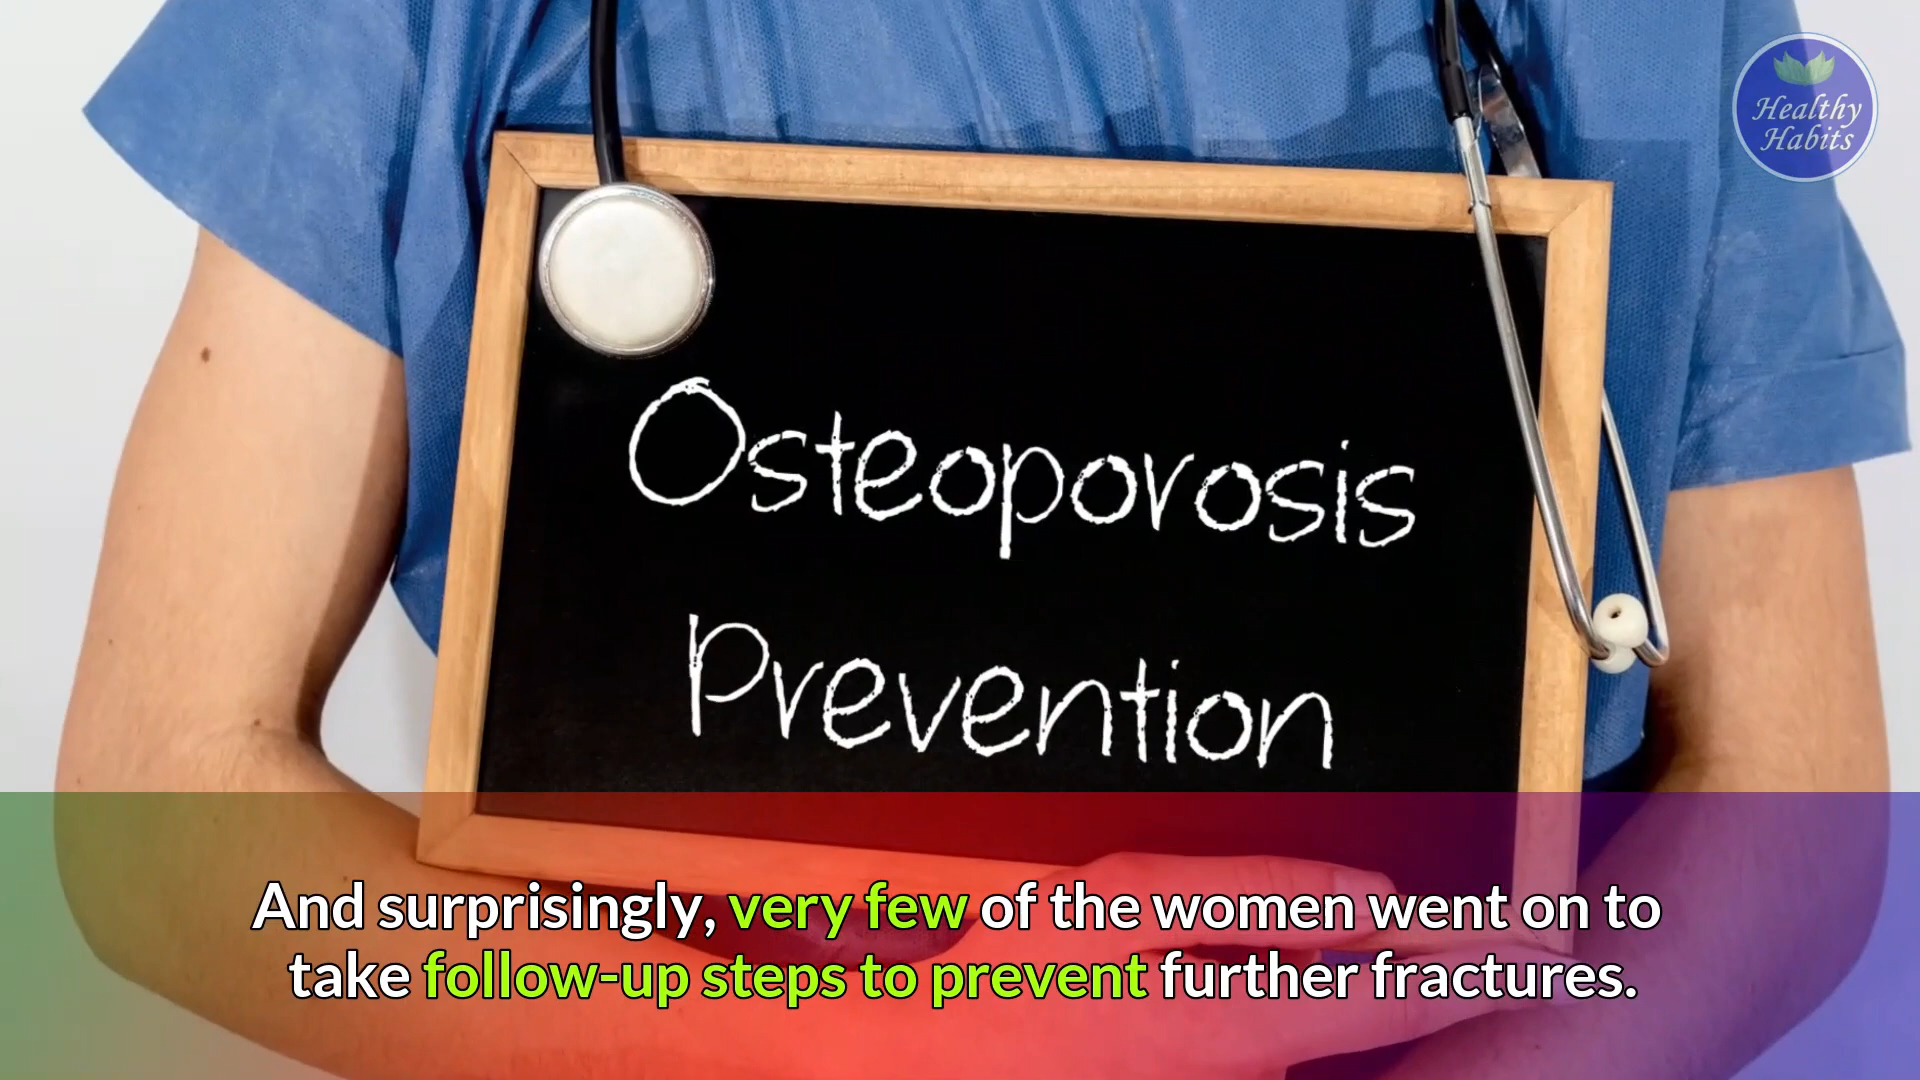 Healthy
Habits
Osteoporosis
Prevention
And surprisingly, very few of the women went on to
take follow-up steps to prevent further fractures.